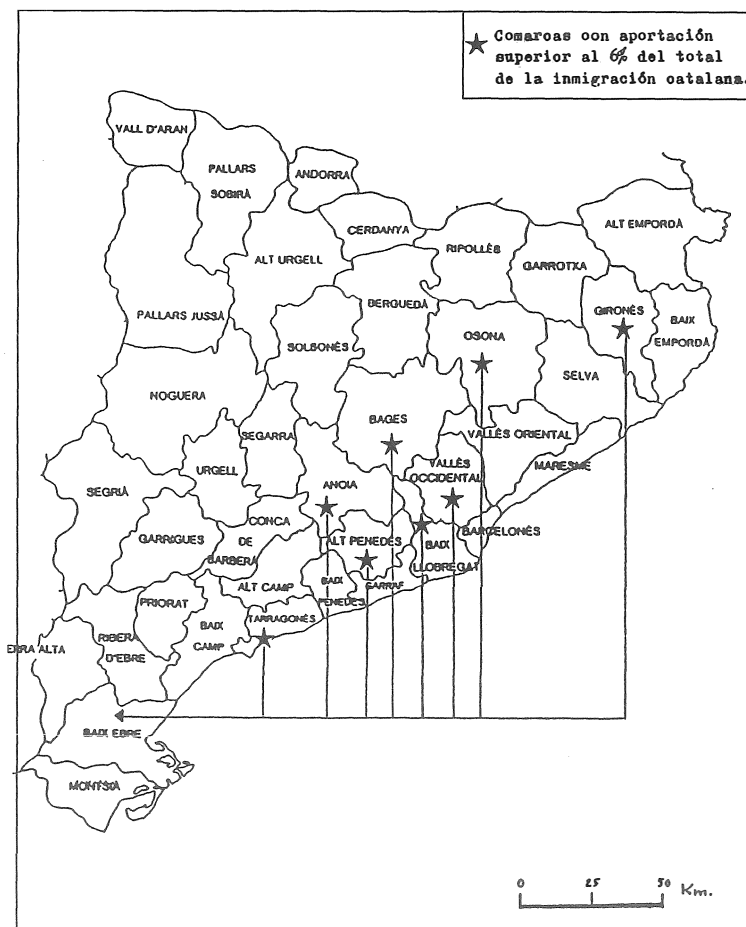 ★ Comarcas con aportación
superior al 6% del total
de la inmigración catalana.
VALL D'ARAN
PALLARS
SOBIRÀ
ANDORRA
CERDANYA
RIPOLLÈS
ALT EMPORDÀ
ALT URGELL
GARROTXA
BERGUEDÀ
GIRONÈS
PALLARS JUSSÀ
BAIX
EMPORDÀ
SOLSONÈS
OSONA
SELVA
NOGUERA
BAGES
SEGARRA
VALLÈS ORIENTAL
VALLÈS
OCCIDENTAL
MARESME
URGELL
SEGRIÀ
ANOIA
CONCA
DE
BARBERÀ
BARCELONÈS
GARRIGUES
ALT PENEDÈS
BAIX
LLOBREGAT
ALT CAMP
BAIX
PENEDÈS
GARRAF
PRIORAT
TARRAGONÈS
BAIX
CAMP
ERRA ALTA
RIBERA
D'EBRE
BAIX EBRE
MONTSIÀ
0 25 50 Km.